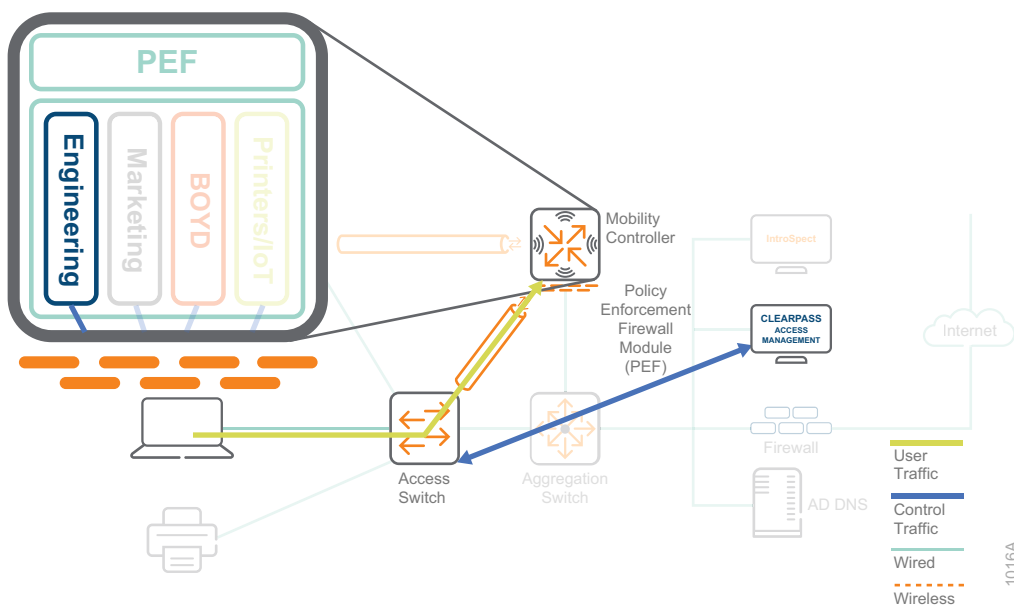 PEF
Engineering
Marketing
BOYD
Printers/IoT
Mobility
Controller
Policy
Enforcement
Firewall
Module
(PEF)
IntroSpect
CLEARPASS
ACCESS
MANAGEMENT
Internet
Access
Switch
Aggregation
Switch
Firewall
AD DNS
User
Traffic
Control
Traffic
Wired
Wireless
1016A